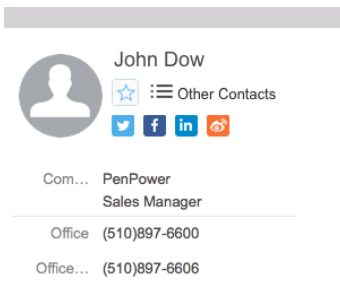 John Dow
Other Contacts
Com... PenPower
Sales Manager
Office (510)897-6600
Office... (510)897-6606